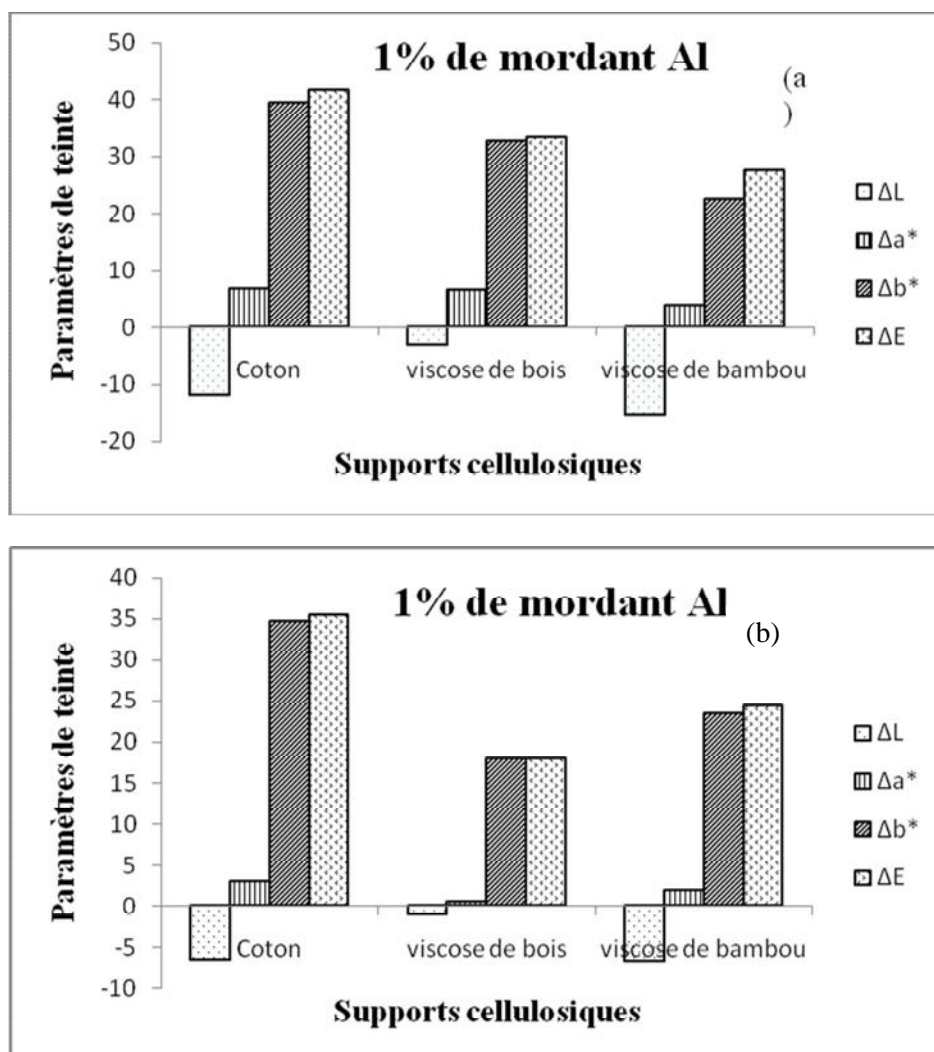 1% de mordant Al
(a
)
50
40
30
20
10
0
-10
-20
Paramètres de teinte
Coton
viscose de bois
viscose de bambou
Supports cellulosiques
ΔL
Δa*
Δb*
ΔE
1% de mordant Al
(b)
40
35
30
25
20
15
10
5
0
-5
-10
Paramètres de teinte
Coton
viscose de bois
viscose de bambou
Supports cellulosiques
ΔL
Δa*
Δb*
ΔE